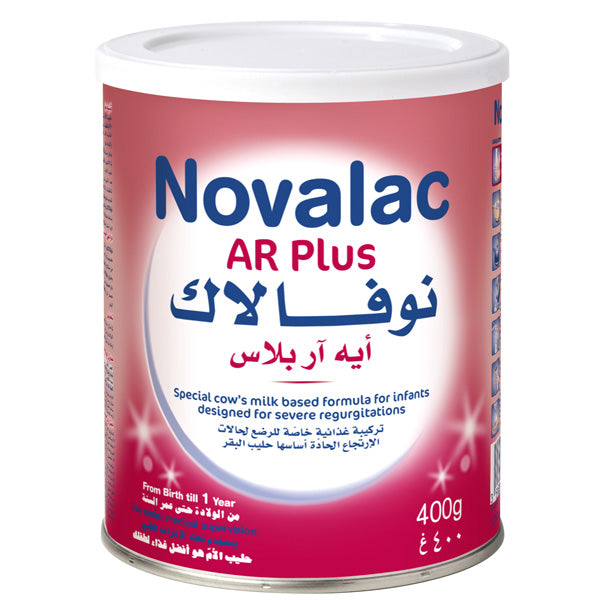 Novalac
AR Plus
نوفالاك
أيه آر بلاس
Special cow's milk based formula for infants
designed for severe regurgitations
تركيبة غذائية خاصة للرضع لحالات
الإرتجاع الحادة أساسها حليب البقر
From Birth till 1 Year
من الولادة حتى عمر السنة
حليب الأم هو أفضل غذاء لطفلك
400g
٤٠٠ غ